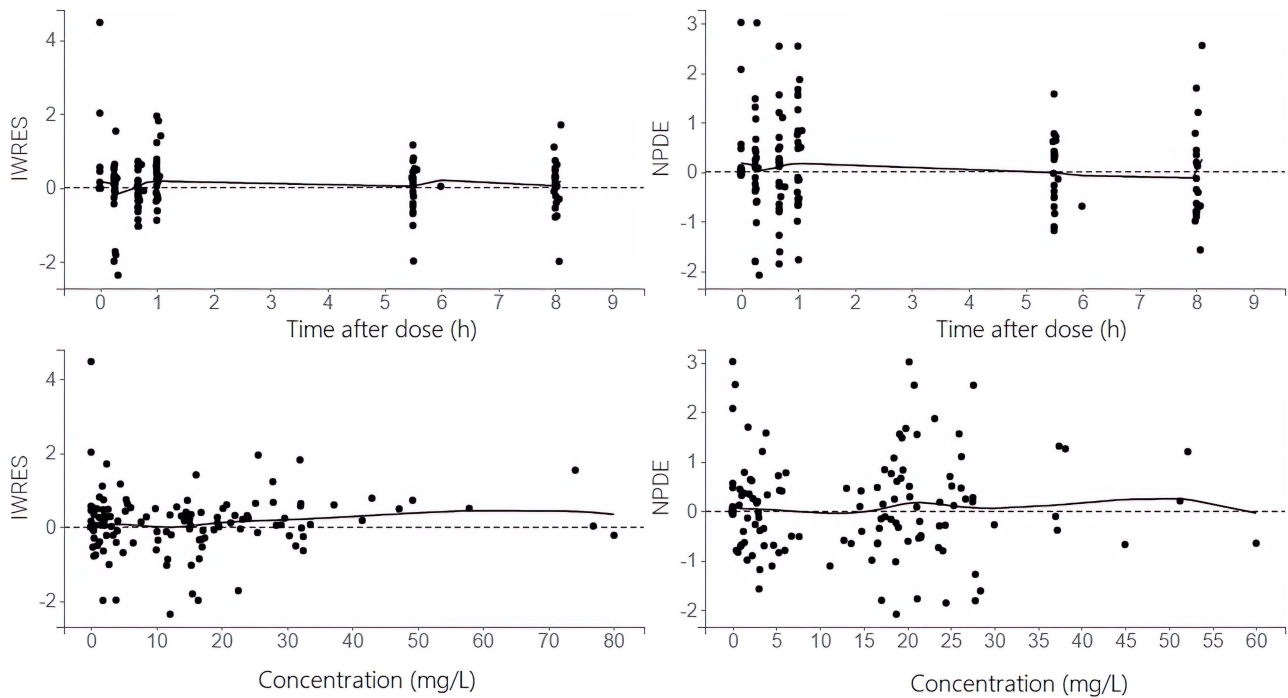 IWRES
4
2
0
-2
0 1 2 3 4 5 6 7 8 9
Time after dose (h)
NPDE
3
2
1
0
-1
-2
0 1 2 3 4 5 6 7 8 9
Time after dose (h)
IWRES
4
2
0
-2
0 10 20 30 40 50 60 70 80
Concentration (mg/L)
NPDE
3
2
1
0
-1
-2
0 5 10 15 20 25 30 35 40 45 50 55 60
Concentration (mg/L)